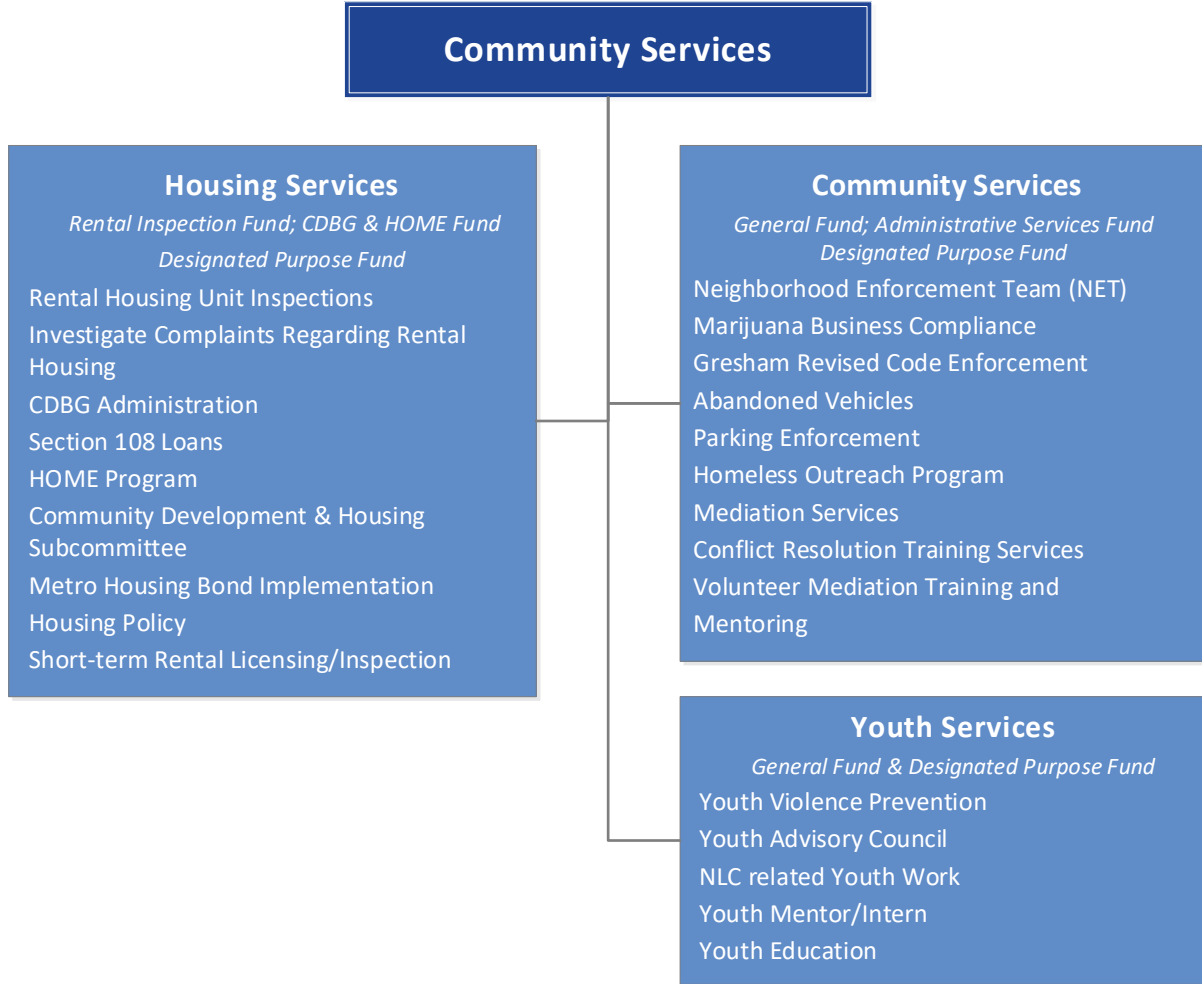 Community Services
Housing Services
Rental Inspection Fund; CDBG & HOME Fund
Designated Purpose Fund
Rental Housing Unit Inspections
Investigate Complaints Regarding Rental
Housing
CDBG Administration
Section 108 Loans
HOME Program
Community Development & Housing
Subcommittee
Metro Housing Bond Implementation
Housing Policy
Short-term Rental Licensing/Inspection
Community Services
General Fund; Administrative Services Fund
Designated Purpose Fund
Neighborhood Enforcement Team (NET)
Marijuana Business Compliance
Gresham Revised Code Enforcement
Abandoned Vehicles
Parking Enforcement
Homeless Outreach Program
Mediation Services
Conflict Resolution Training Services
Volunteer Mediation Training and
Mentoring
Youth Services
General Fund & Designated Purpose Fund
Youth Violence Prevention
Youth Advisory Council
NLC related Youth Work
Youth Mentor/Intern
Youth Education